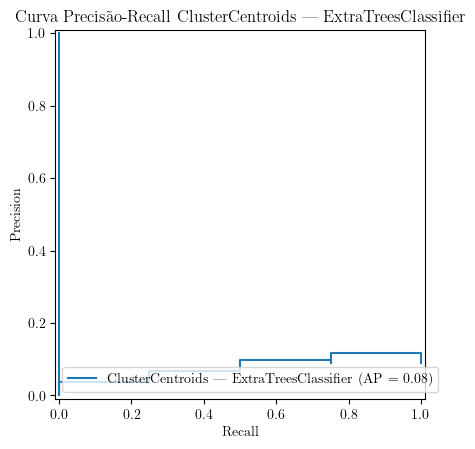 Curva Precisão-Recall ClusterCentroids — ExtraTreesClassifier
1.0
0.8
0.6
0.4
0.2
0.0
Precision
ClusterCentroids — ExtraTreesClassifier (AP = 0.08)
0.0 0.2 0.4 0.6 0.8 1.0
Recall